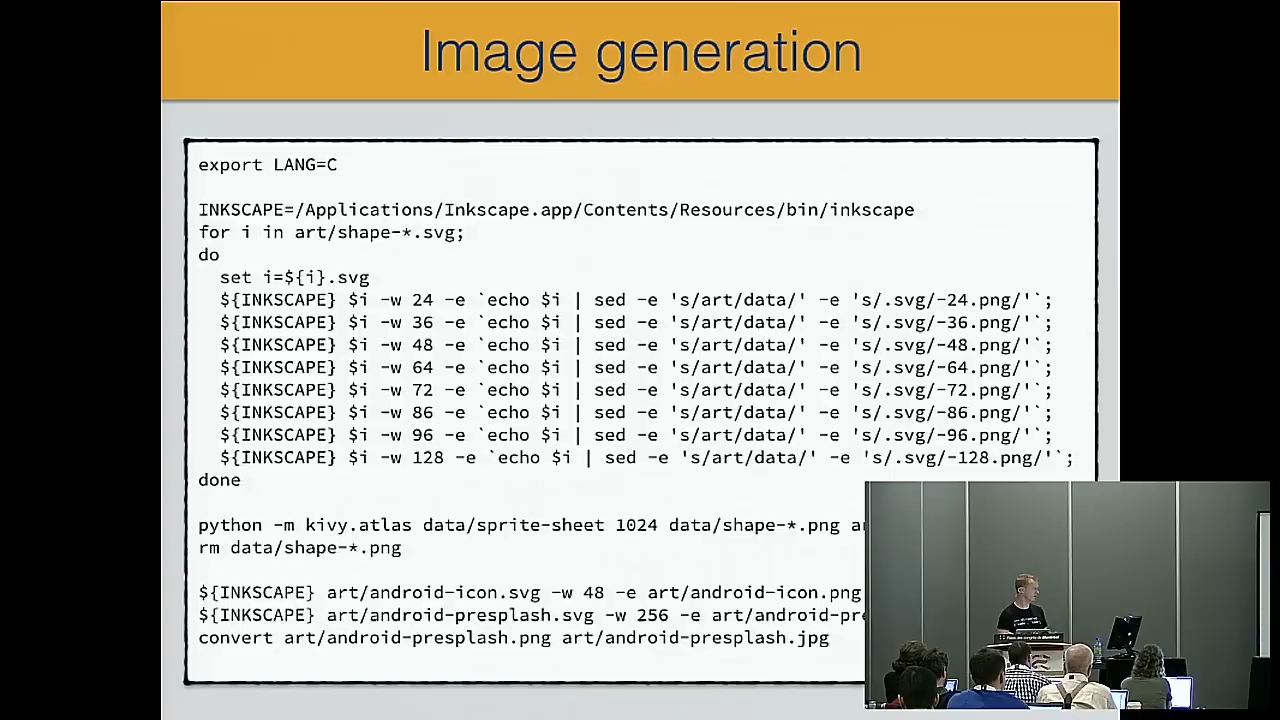 Image generation
export LANG=C
INKSCAPE=/Applications/Inkscape.app/Contents/Resources/bin/inkscape
for i in art/shape-*.svg;
do
set i=${i}.svg
${INKSCAPE} $i -w 24 -e `echo $i | sed -e 's/art/data/' -e 's/.svg/-24.png/'`;
${INKSCAPE} $i -w 36 -e `echo $i | sed -e 's/art/data/' -e 's/.svg/-36.png/'`;
${INKSCAPE} $i -w 48 -e `echo $i | sed -e 's/art/data/' -e 's/.svg/-48.png/'`;
${INKSCAPE} $i -w 64 -e `echo $i | sed -e 's/art/data/' -e 's/.svg/-64.png/'`;
${INKSCAPE} $i -w 72 -e `echo $i | sed -e 's/art/data/' -e 's/.svg/-72.png/'`;
${INKSCAPE} $i -w 86 -e `echo $i | sed -e 's/art/data/' -e 's/.svg/-86.png/'`;
${INKSCAPE} $i -w 96 -e `echo $i | sed -e 's/art/data/' -e 's/.svg/-96.png/'`;
${INKSCAPE} $i -w 128 -e `echo $i | sed -e 's/art/data/' -e 's/.svg/-128.png/'`;
done
python -m kivy.atlas data/sprite-sheet 1024 data/shape-*.png
rm data/shape-*.png
${INKSCAPE} art/android-icon.svg -w 48 -e art/android-icon.png
${INKSCAPE} art/android-presplash.svg -w 256 -e art/android-pre
convert art/android-presplash.png art/android-presplash.jpg